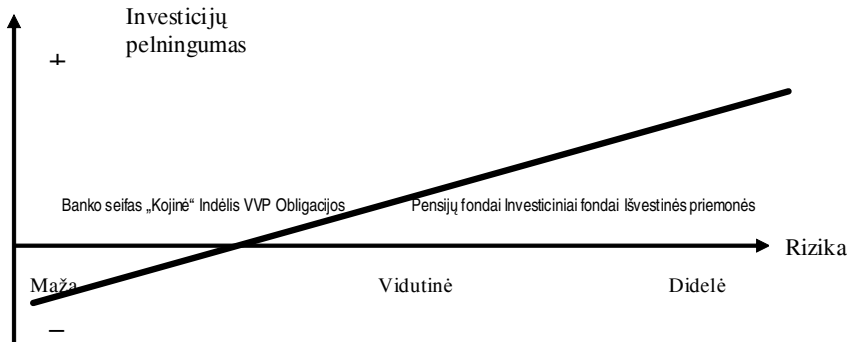 Investicijų
pelningumas
+
Banko seifas „Kojinė“ Indėlis VVP Obligacijos
Pensijų fondai Investiciniai fondai Išvestinės priemonės
Rizika
Maža
Vidutinė
Didelė
–